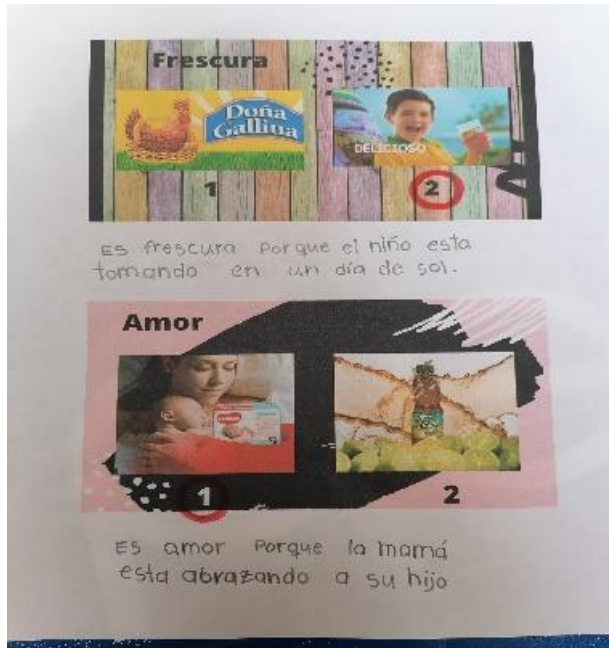 Frescura
Doña
Gallina
DELICIOSO
1
2
Es frescura Porque el niño esta
tomando en un día de sol.
Amor
1
2
Es amor Porque la mamá
esta abrazando a su hijo